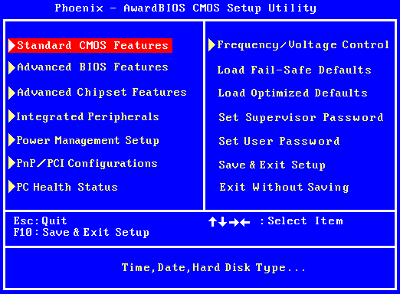 Phoenix - AwardBIOS CMOS Setup Utility
Standard CMOS Features
Advanced BIOS Features
Advanced Chipset Features
Integrated Peripherals
Power Management Setup
PnP/PCI Configurations
PC Health Status
Frequency/Voltage Control
Load Fail-Safe Defaults
Load Optimized Defaults
Set Supervisor Password
Set User Password
Save & Exit Setup
Exit Without Saving
Esc: Quit
F10: Save & Exit Setup
↑↓→← : Select Item
Time, Date, Hard Disk Type...